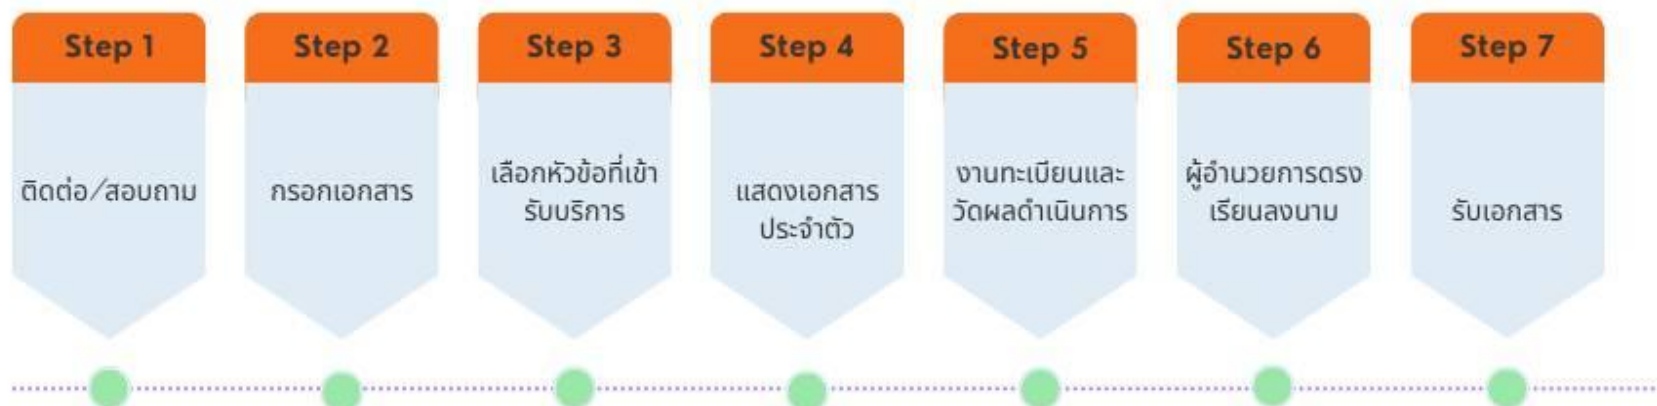 Step 1
ติดต่อ/สอบถาม
Step 2
กรอกเอกสาร
Step 3
เลือกหัวข้อที่เข้า
รับบริการ
Step 4
แสดงเอกสาร
ประจำตัว
Step 5
งานทะเบียนและ
วัดผลดำเนินการ
Step 6
ผู้อำนวยการดรง
เรียนลงนาม
Step 7
รับเอกสาร